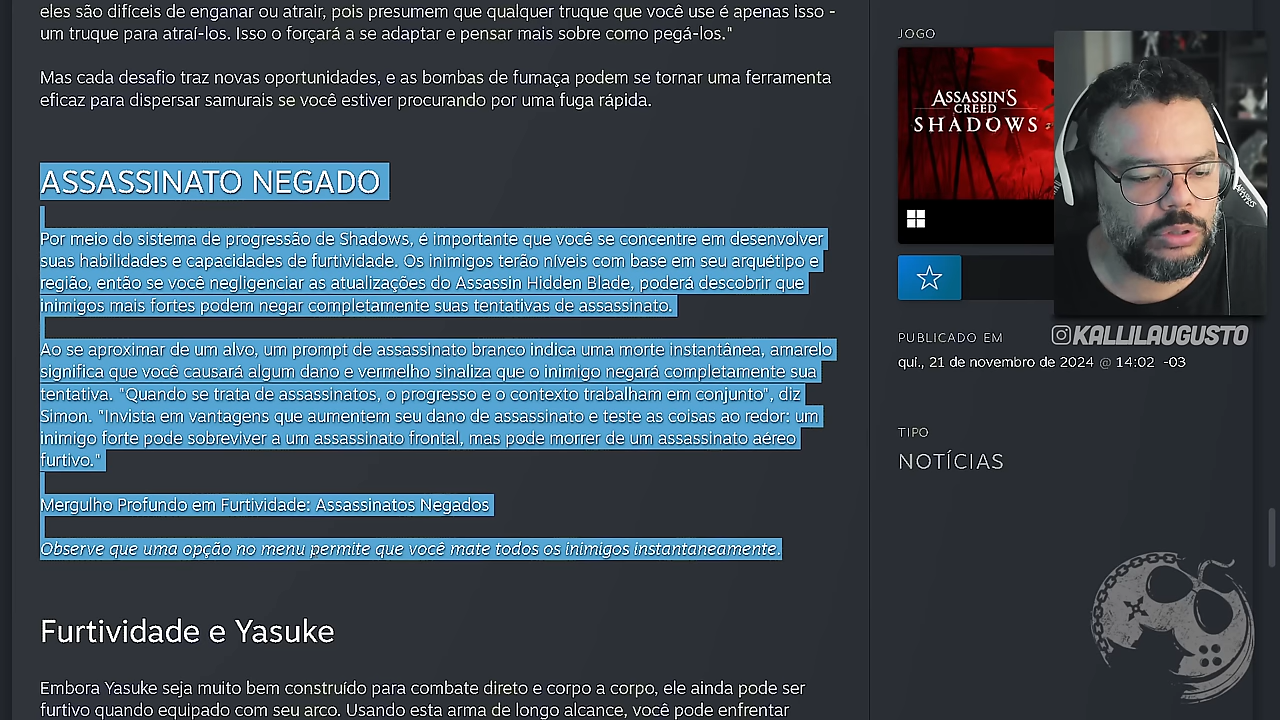 eles são difíceis de enganar ou atrair, pois presumem que qualquer truque que você use é apenas isso -
um truque para atraí-los. Isso o forçará a se adaptar e pensar mais sobre como pegá-los."
Mas cada desafio traz novas oportunidades, e as bombas de fumaça podem se tornar uma ferramenta
eficaz para dispersar samurais se você estiver procurando por uma fuga rápida.
ASSASSINATO NEGADO
Por meio do sistema de progressão de Shadows, é importante que você se concentre em desenvolver
suas habilidades e capacidades de furtividade. Os inimigos terão níveis com base em seu arquétipo e
região, então se você negligenciar as atualizações do Assassin Hidden Blade, poderá descobrir que
inimigos mais fortes podem negar completamente suas tentativas de assassinato.
Ao se aproximar de um alvo, um prompt de assassinato branco indica uma morte instantânea, amarelo
significa que você causará algum dano e vermelho sinaliza que o inimigo negará completamente sua
tentativa. "Quando se trata de assassinatos, o progresso e o contexto trabalham em conjunto", diz
Simon. "Invista em vantagens que aumentem seu dano de assassinato e teste as coisas ao redor: um
inimigo forte pode sobreviver a um assassinato frontal, mas pode morrer de um assassinato aéreo
furtivo."
Mergulho Profundo em Furtividade: Assassinatos Negados
Observe que uma opção no menu permite que você mate todos os inimigos instantaneamente.
Furtividade e Yasuke
Embora Yasuke seja muito bem construído para combate direto e corpo a corpo, ele ainda pode ser
furtivo quando equipado com seu arco. Usando esta arma de longo alcance, você pode enfrentar
JOGO
ASSASSIN'S
CREED
SHADOWS
KALLILAUGUSTO
PUBLICADO EM
qui., 21 de novembro de 2024 @ 14:02 -03
TIPO
NOTÍCIAS